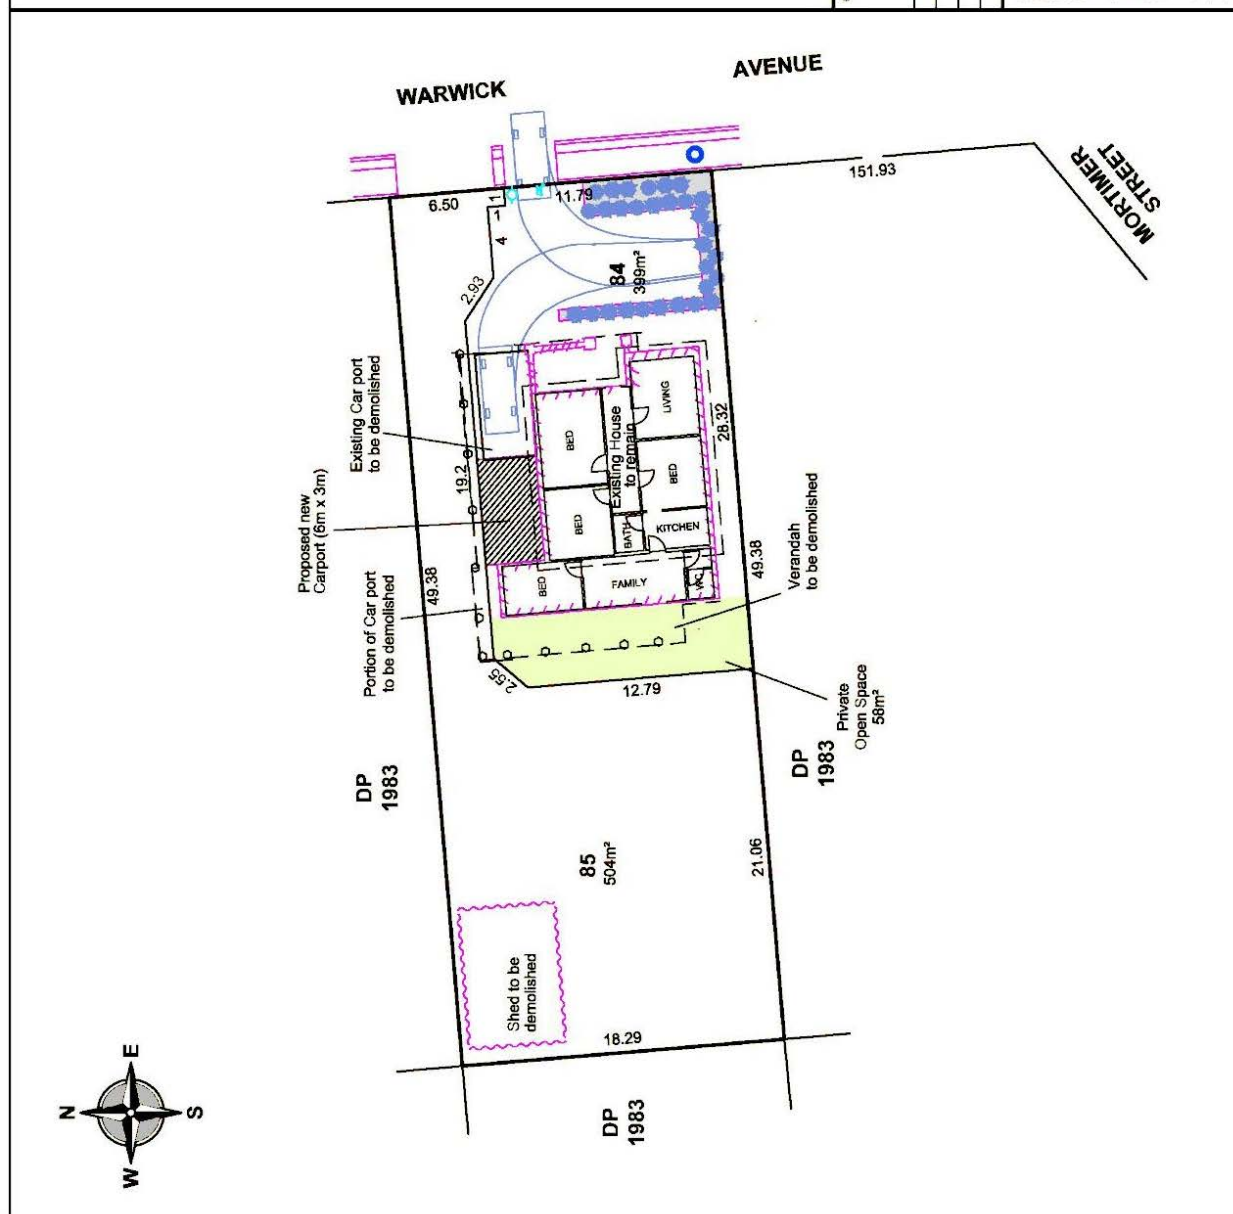 WARWICK
AVENUE
MORTIMER
STREET
151.93
6.50
1
11.79
1
4
84
399m²
2.93
Existing Car port
to be demolished
LIVING
BED
Existing House
to remain
28.32
BED
19.2
Proposed new
Carport (6m x 3m)
BED
BATH
KITCHEN
Verandah
to be demolished
BED
FAMILY
WC
49.38
49.38
Portion of Car port
to be demolished
2.55
12.79
Private
Open Space
58m²
DP
1983
DP
1983
85
504m²
21.06
Shed to be
demolished
18.29
DP
1983
N
E
S
W